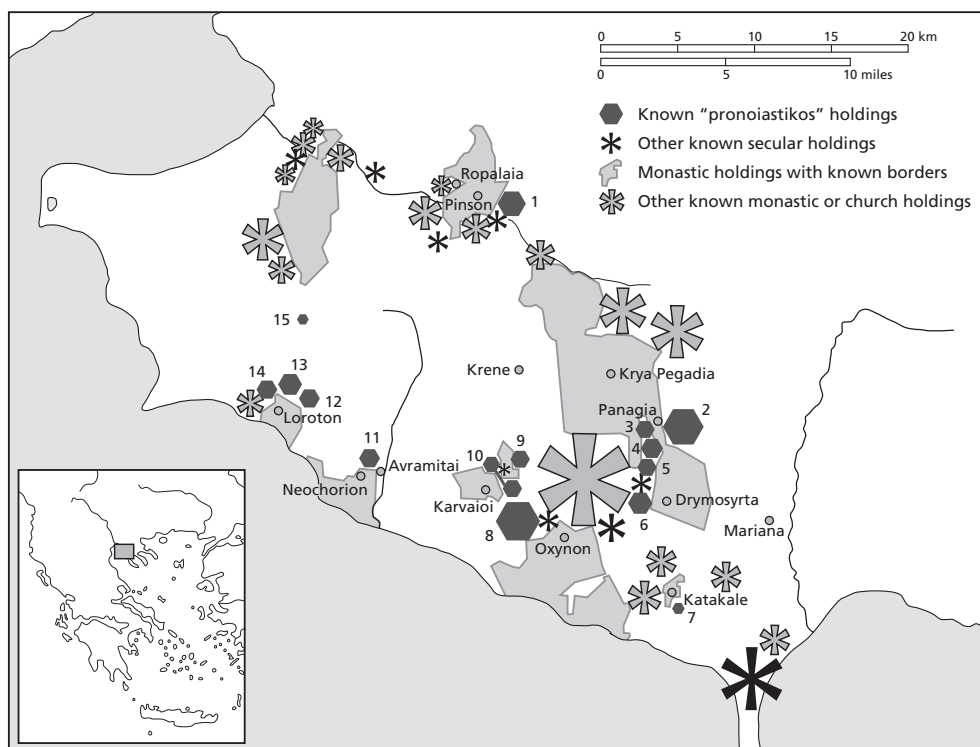 0 5 10 15 20 km
0 5 10 miles
Known “pronoiastikos” holdings
Other known secular holdings
Monastic holdings with known borders
Other known monastic or church holdings
Ropalaia
Pinson
1
15
Krene
Krya Pegadia
14
13
12
Loroton
Panagia
2
3
4
5
11
Avramitai
Neochorion
10
9
Karvaioi
Drymosyrta
6
8
Oxynon
Mariana
Katakale
7